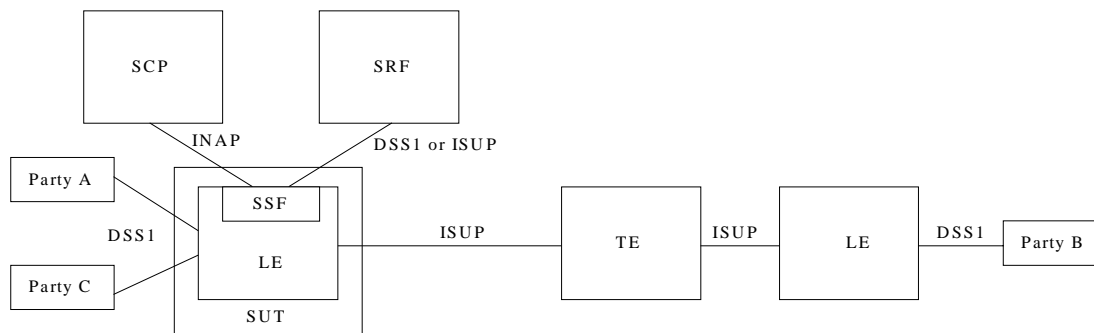 SCP
SRF
INAP
DSS1 or ISUP
Party A
SSF
DSS1
ISUP
TE
ISUP
LE
DSS1
Party B
LE
Party C
SUT